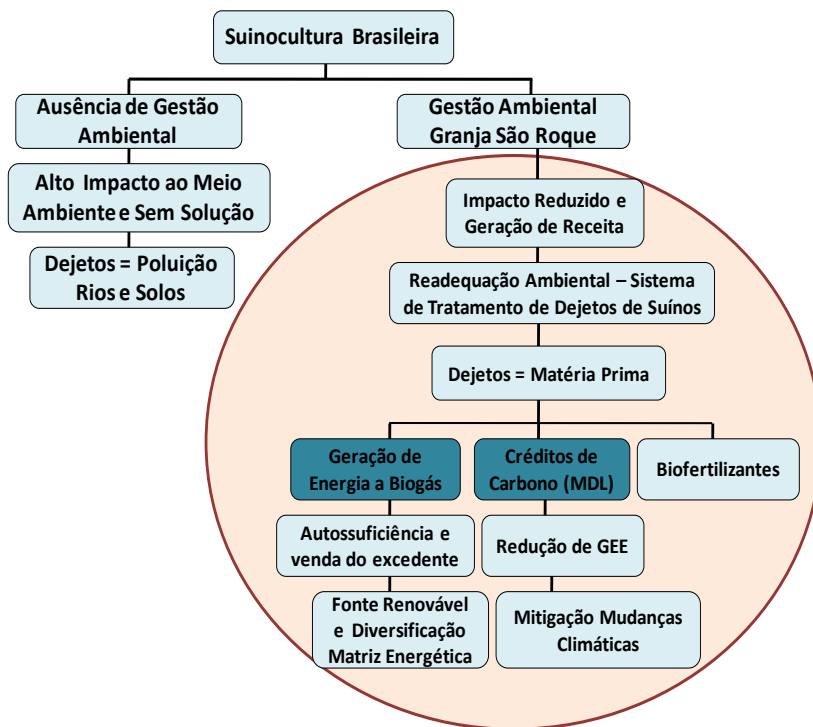 Suinocultura Brasileira
Ausência de Gestão
Ambiental
Alto Impacto ao Meio
Ambiente e Sem Solução
Dejetos = Poluição
Rios e Solos
Gestão Ambiental
Granja São Roque
Impacto Reduzido e
Geração de Receita
Readequação Ambiental – Sistema
de Tratamento de Dejetos de Suínos
Dejetos = Matéria Prima
Geração de
Energia a Biogás
Autossuficiência e
venda do excedente
Fonte Renovável
e Diversificação
Matriz Energética
Créditos de
Carbono (MDL)
Redução de GEE
Mitigação Mudanças
Climáticas
Biofertilizantes